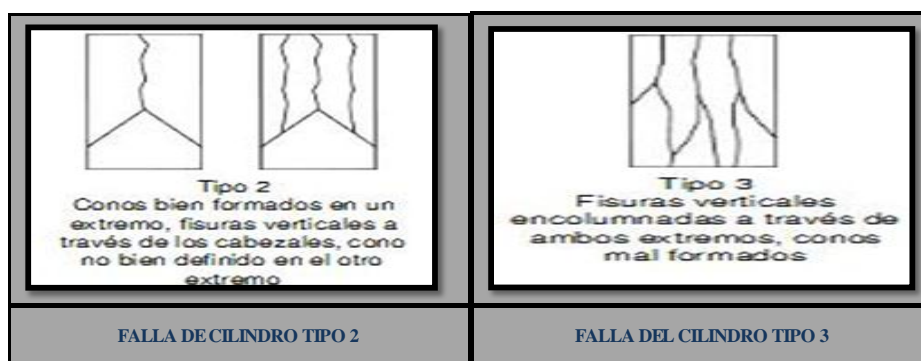 Tipo 2
Conos bien formados en un
extremo, fisuras verticales a
través de los cabezales, cono
no bien definido en el otro
extremo
Tipo 3
Fisuras verticales
encolumnadas a través de
ambos extremos, conos
mal formados
FALLA DE CILINDRO TIPO 2
FALLA DEL CILINDRO TIPO 3